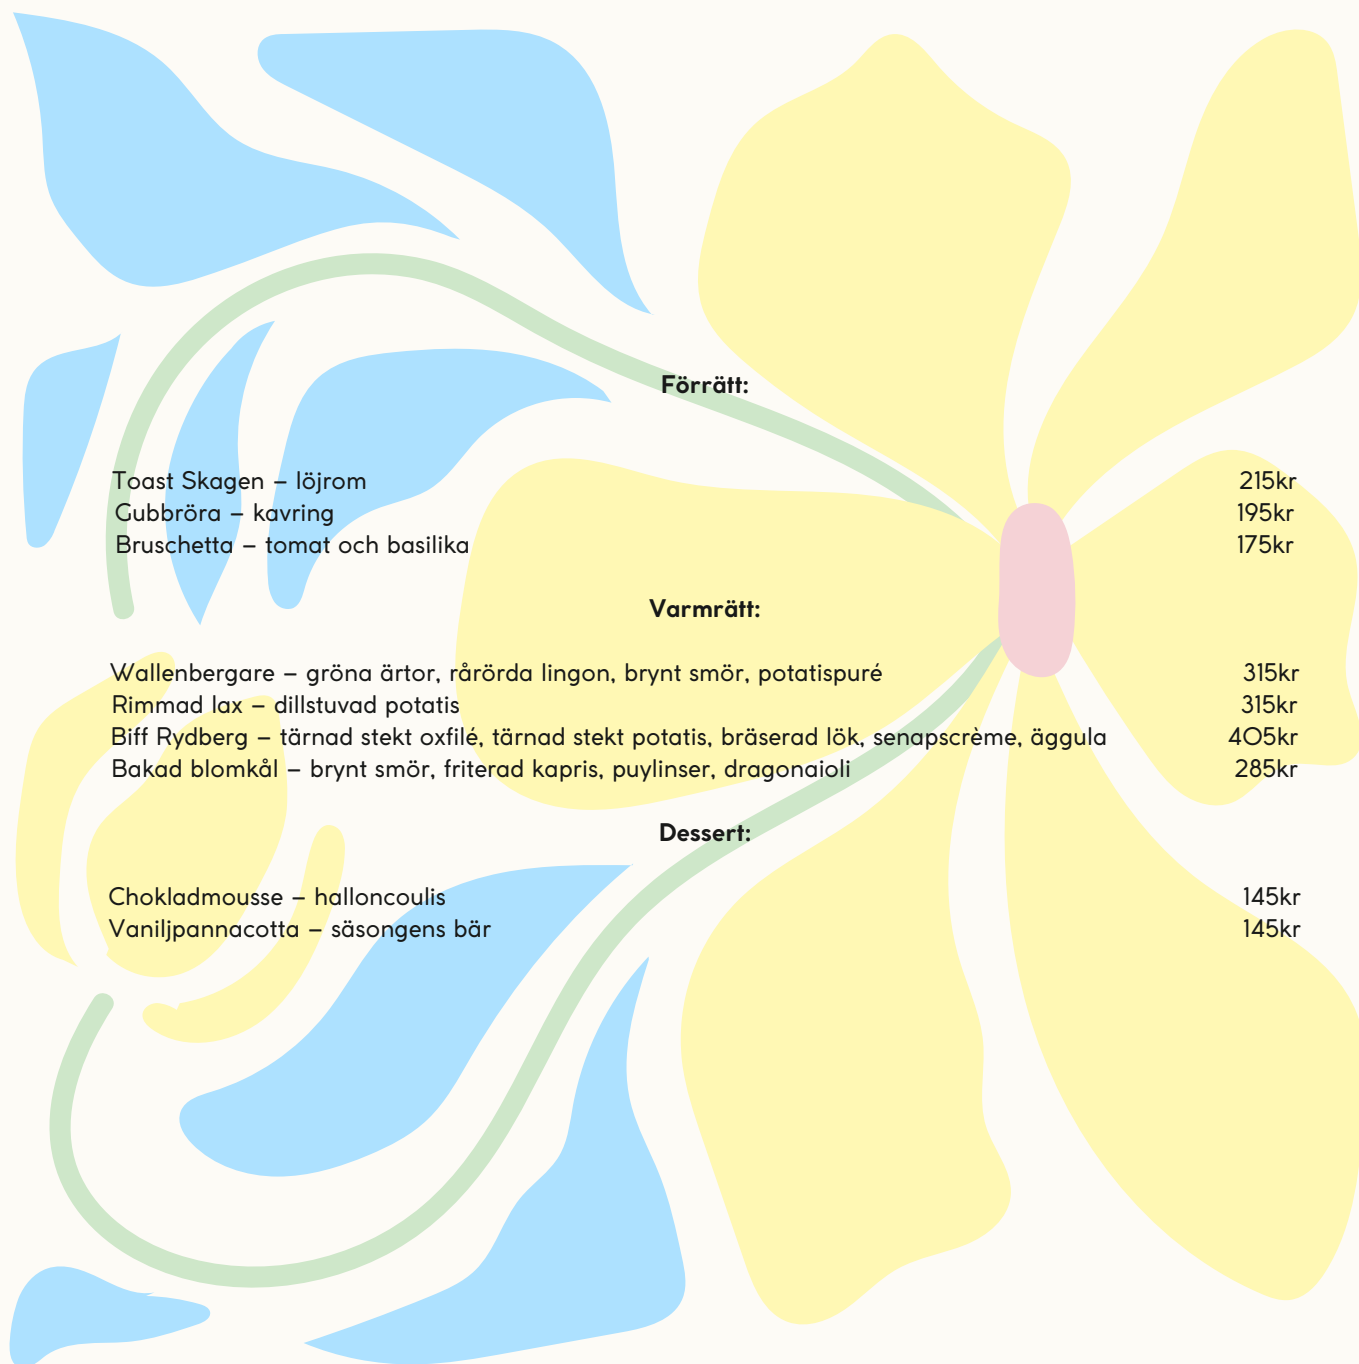 Förrätt:
Toast Skagen – löjrom 215kr
Gubbröra – kavring 195kr
Bruschetta – tomat och basilika 175kr
Varmrätt:
Wallenbergare – gröna ärtor, rårörda lingon, brynt smör, potatispuré 315kr
Rimmad lax – dillstuvad potatis 315kr
Biff Rydberg – tärnad stekt oxfilé, tärnad stekt potatis, bräserad lök, senapscrème, äggula 405kr
Bakad blomkål – brynt smör, friterad kapris, puylinser, dragonaioli 285kr
Dessert:
Chokladmousse – halloncoulis 145kr
Vaniljpannacotta – säsongens bär 145kr